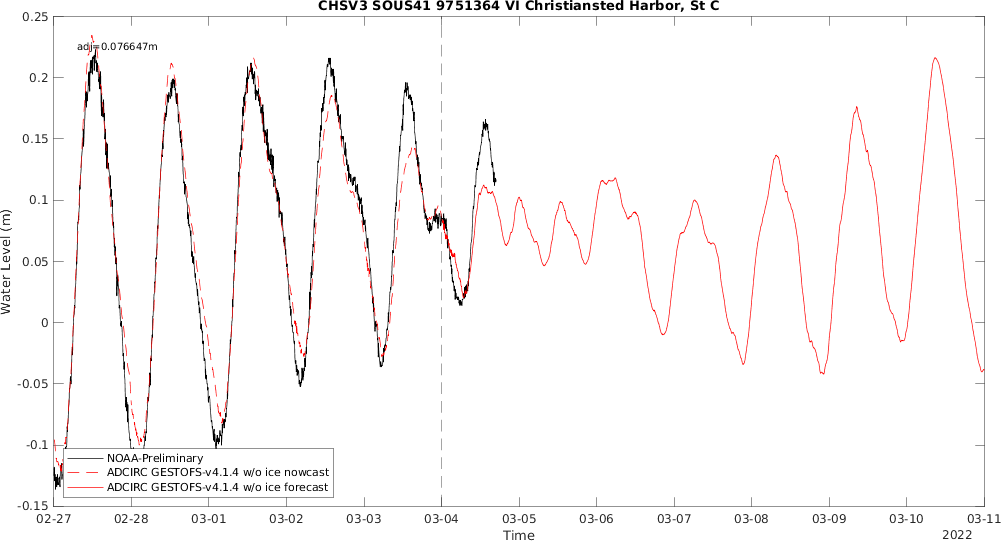 CHSV3 SOUS41 9751364 VI Christiansted Harbor, St C
adj=0.076647m
0.25
0.2
0.15
0.1
0.05
0
-0.05
-0.1
-0.15
Water Level (m)
NOAA-Preliminary
ADCIRC GESTOFS-v4.1.4 w/o ice nowcast
ADCIRC GESTOFS-v4.1.4 w/o ice forecast
02-27 02-28 03-01 03-02 03-03 03-04 03-05 03-06 03-07 03-08 03-09 03-10 03-11
Time
2022